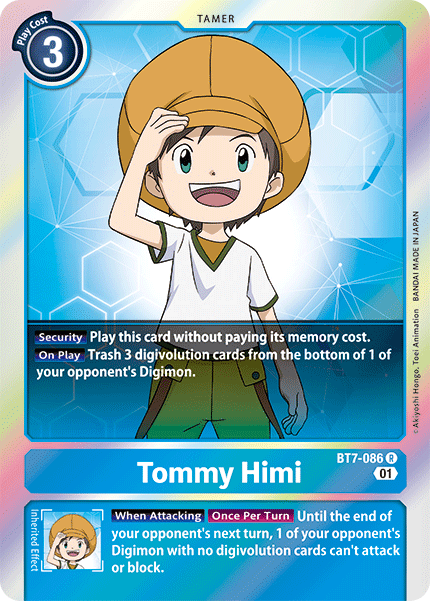 TAMER
Play Cost
3
Security Play this card without paying its memory cost.
On Play Trash 3 digivolution cards from the bottom of 1 of
your opponent's Digimon.
©Akiyoshi Hongo, Toei Animation BANDAI MADE IN JAPAN
BT7-086 R
Tommy Himi
01
Inherited Effect
When Attacking Once Per Turn Until the end of
your opponent's next turn, 1 of your opponent's
Digimon with no digivolution cards can't attack
or block.